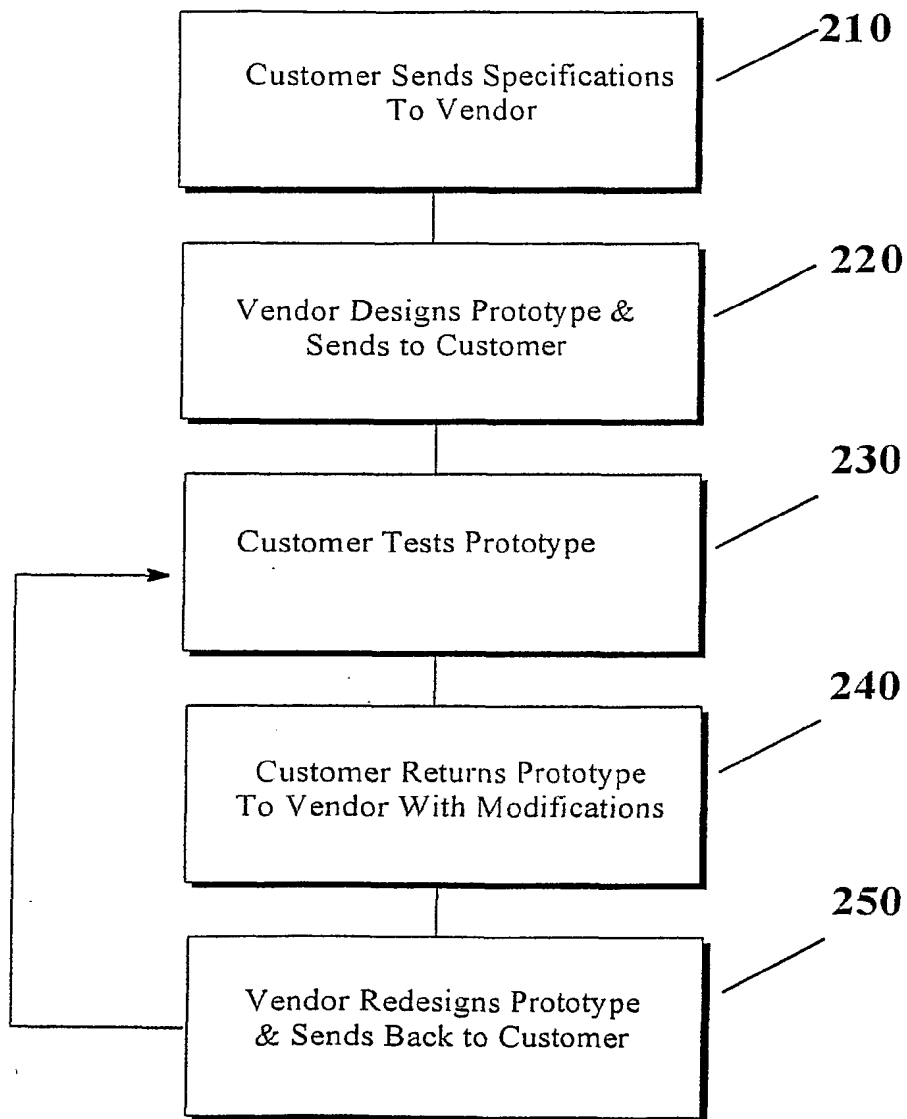 210
Customer Sends Specifications
To Vendor
220
Vendor Designs Prototype &
Sends to Customer
230
Customer Tests Prototype
240
Customer Returns Prototype
To Vendor With Modifications
250
Vendor Redesigns Prototype
& Sends Back to Customer